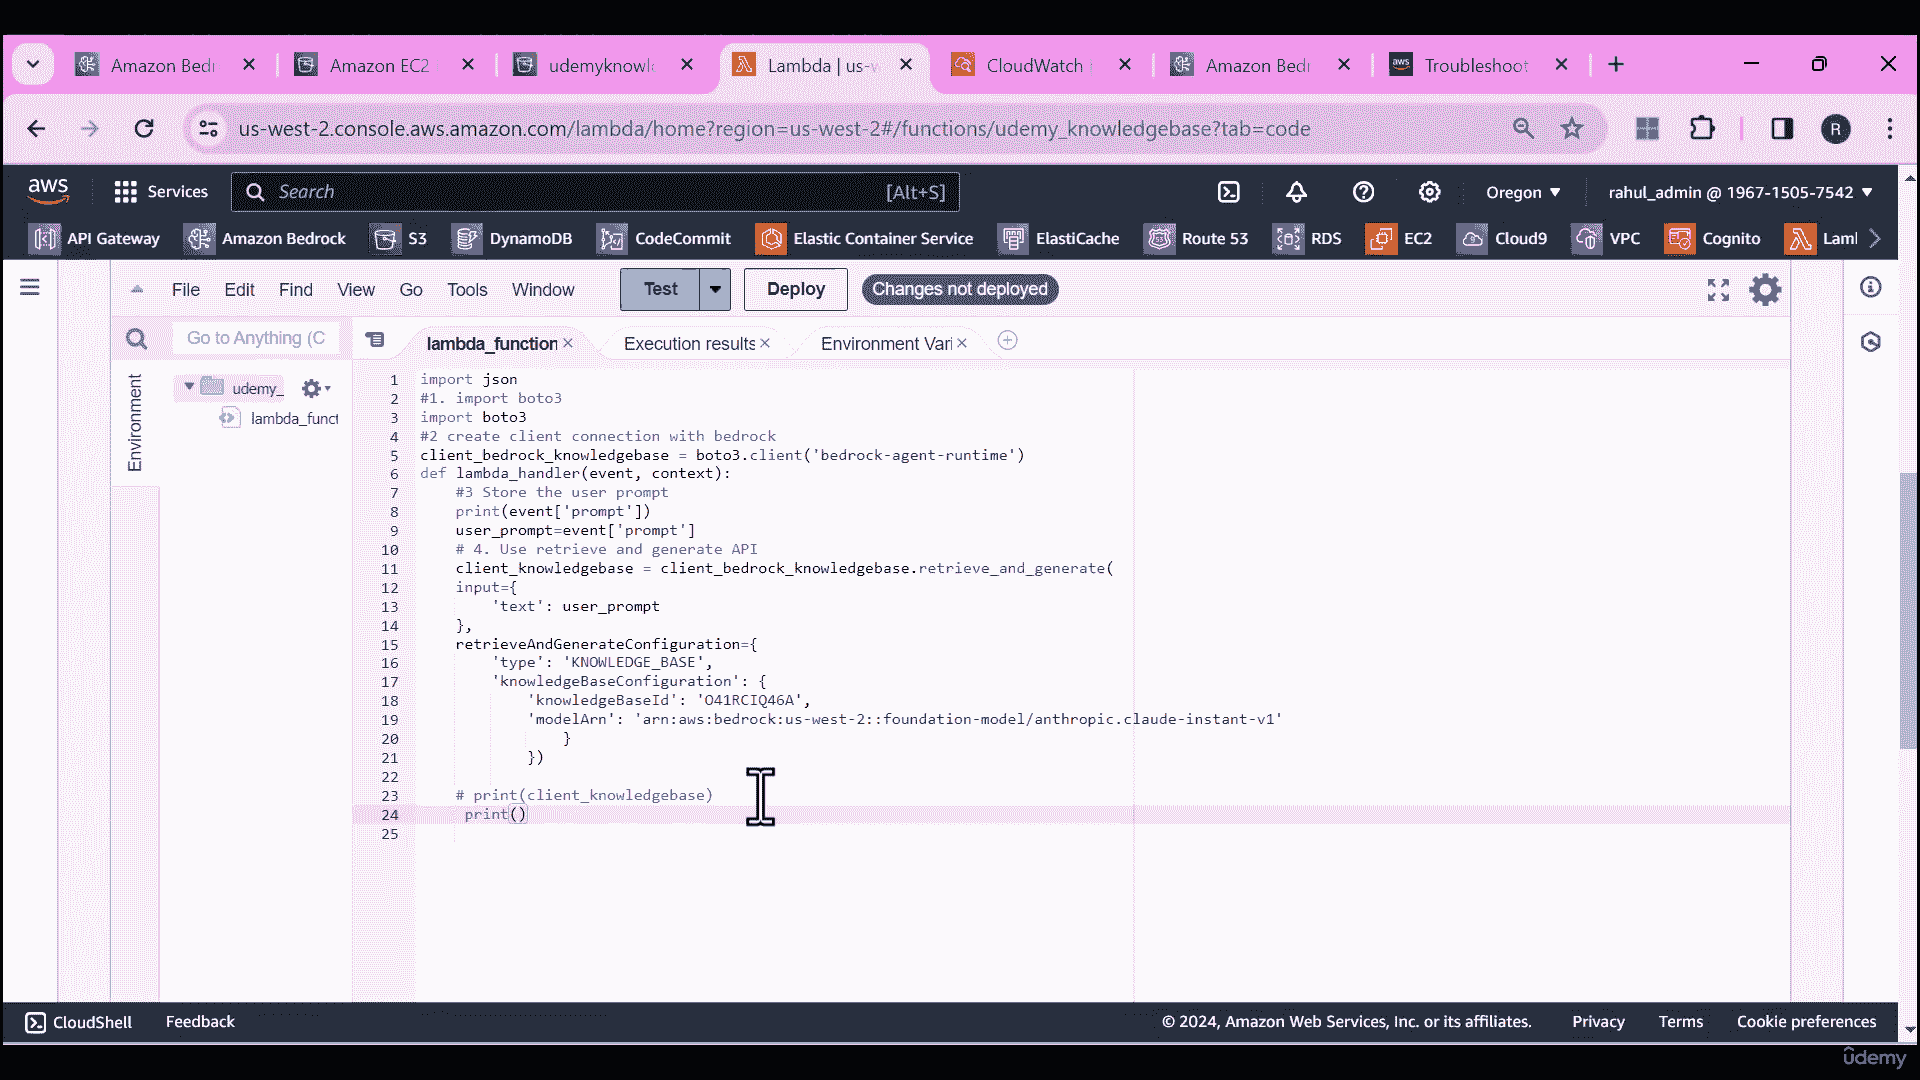 Amazon Bedr
Amazon EC2
udemyknowl
Lambda | us-w
CloudWatch
Amazon Bedr
aws
Troubleshoot
us-west-2.console.aws.amazon.com/lambda/home?region=us-west-2#/functions/udemy_knowledgebase?tab=code
R
aws
Services
Search
[Alt+S]
Oregon
rahul_admin @ 1967-1505-7542
API Gateway
Amazon Bedrock
S3
DynamoDB
CodeCommit
Elastic Container Service
ElastiCache
Route 53
RDS
EC2
Cloud9
VPC
Cognito
Laml
File Edit Find View Go Tools Window
Test
Deploy
Changes not deployed
Go to Anything (C
lambda_function
Execution results
Environment Vari
Environment
udemy_
lambda_funct
1 import json
2 #1. import boto3
3 import boto3
4 #2 create client connection with bedrock
5 client_bedrock_knowledgebase = boto3.client('bedrock-agent-runtime')
6 def lambda_handler(event, context):
7 #3 Store the user prompt
8 print(event['prompt'])
9 user_prompt=event['prompt']
10 # 4. Use retrieve and generate API
11 client_knowledgebase = client_bedrock_knowledgebase.retrieve_and_generate(
12 input={
13 'text': user_prompt
14 },
15 retrieveAndGenerateConfiguration={
16 'type': 'KNOWLEDGE_BASE',
17 'knowledgeBaseConfiguration': {
18 'knowledgeBaseId': 'O41RCIQ46A',
19 'modelArn': 'arn:aws:bedrock:us-west-2::foundation-model/anthropic.claude-instant-v1'
20 }
21 })
22
23 # print(client_knowledgebase)
24 print()
25
CloudShell
Feedback
© 2024, Amazon Web Services, Inc. or its affiliates.
Privacy
Terms
Cookie preferences
ûdemy